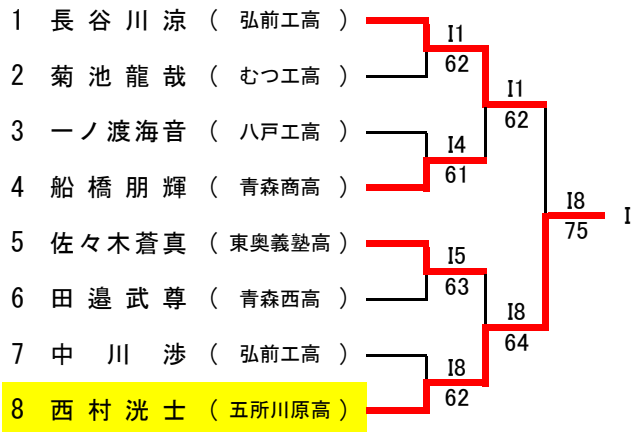 1 長谷川涼 ( 弘前工高 )
I1
62
2 菊池龍哉 ( むつ工高 )
I1
62
3 一ノ渡海音 ( 八戸工高 )
I4
61
4 船橋朋輝 ( 青森商高 )
I8
75
I
5 佐々木蒼真 ( 東奥義塾高 )
I5
63
6 田邉武尊 ( 青森西高 )
I8
64
7 中川渉 ( 弘前工高 )
I8
62
8 西村洸士 ( 五所川原高 )